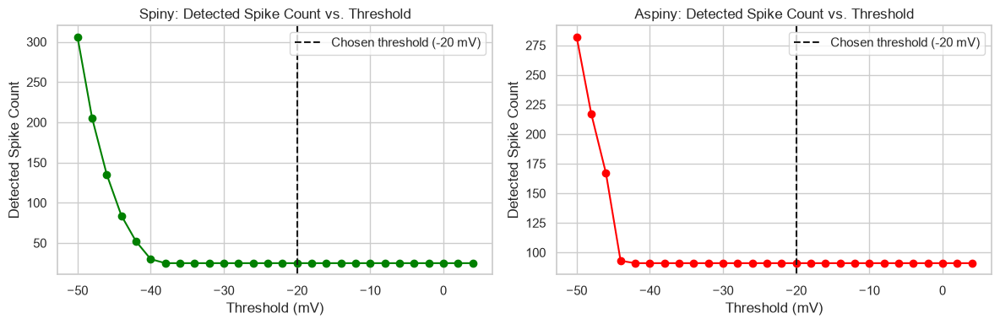 Spiny: Detected Spike Count vs. Threshold
Detected Spike Count
300
250
200
150
100
50
Chosen threshold (-20 mV)
−50 −40 −30 −20 −10 0
Threshold (mV)
Aspiny: Detected Spike Count vs. Threshold
Detected Spike Count
275
250
225
200
175
150
125
100
Chosen threshold (-20 mV)
−50 −40 −30 −20 −10 0
Threshold (mV)